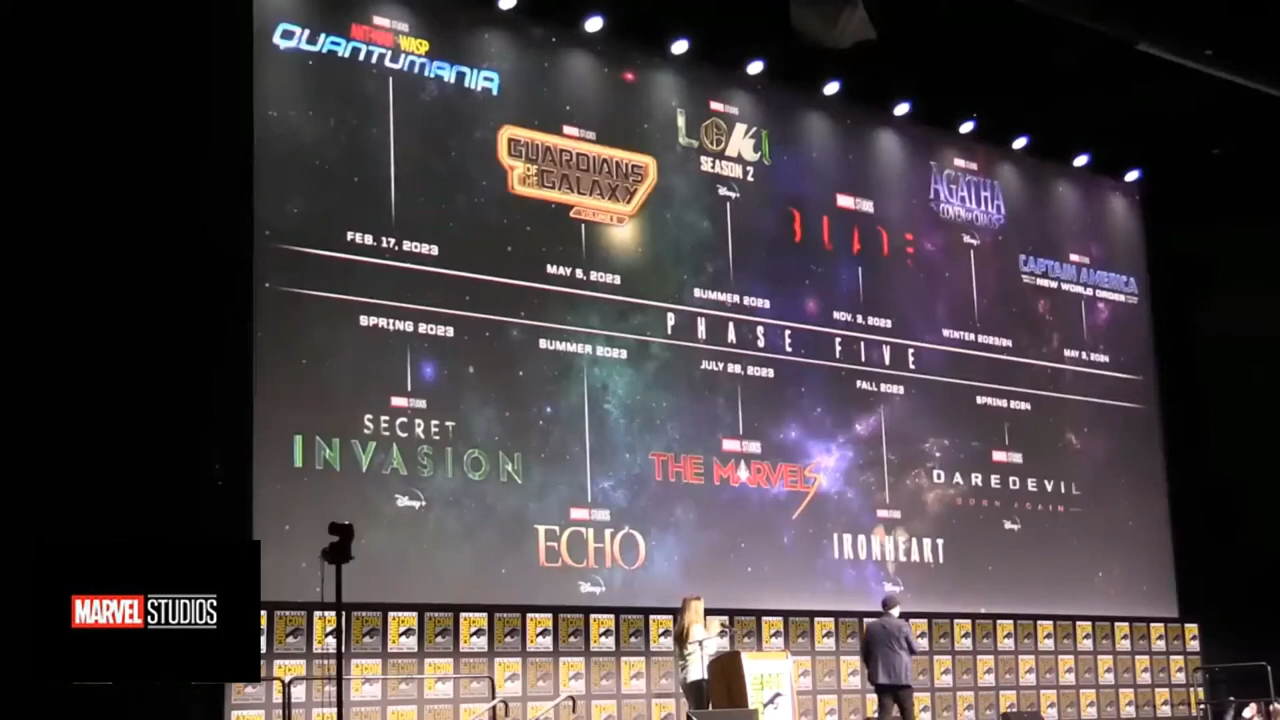 MARVEL STUDIOS
ANT-MAN AND THE WASP
QUANTUMANIA
FEB. 17, 2023
MARVEL STUDIOS
GUARDIANS
OF THE GALAXY
VOLUME 3
MAY 5, 2023
MARVEL STUDIOS
LOKI
SEASON 2
Disney+
SUMMER 2023
MARVEL STUDIOS
BLADE
NOV. 3, 2023
MARVEL STUDIOS
AGATHA
COVEN OF CHAOS
Disney+
WINTER 2023/24
MARVEL STUDIOS
CAPTAIN AMERICA
NEW WORLD ORDER
MAY 3, 2024
PHASE FIVE
SPRING 2023
MARVEL STUDIOS
SECRET
INVASION
Disney+
SUMMER 2023
MARVEL STUDIOS
ECHO
Disney+
JULY 28, 2023
MARVEL STUDIOS
THE MARVELS
FALL 2023
MARVEL STUDIOS
IRONHEART
Disney+
SPRING 2024
MARVEL STUDIOS
DAREDEVIL
BORN AGAIN
Disney+
MARVEL STUDIOS
COMIC CON